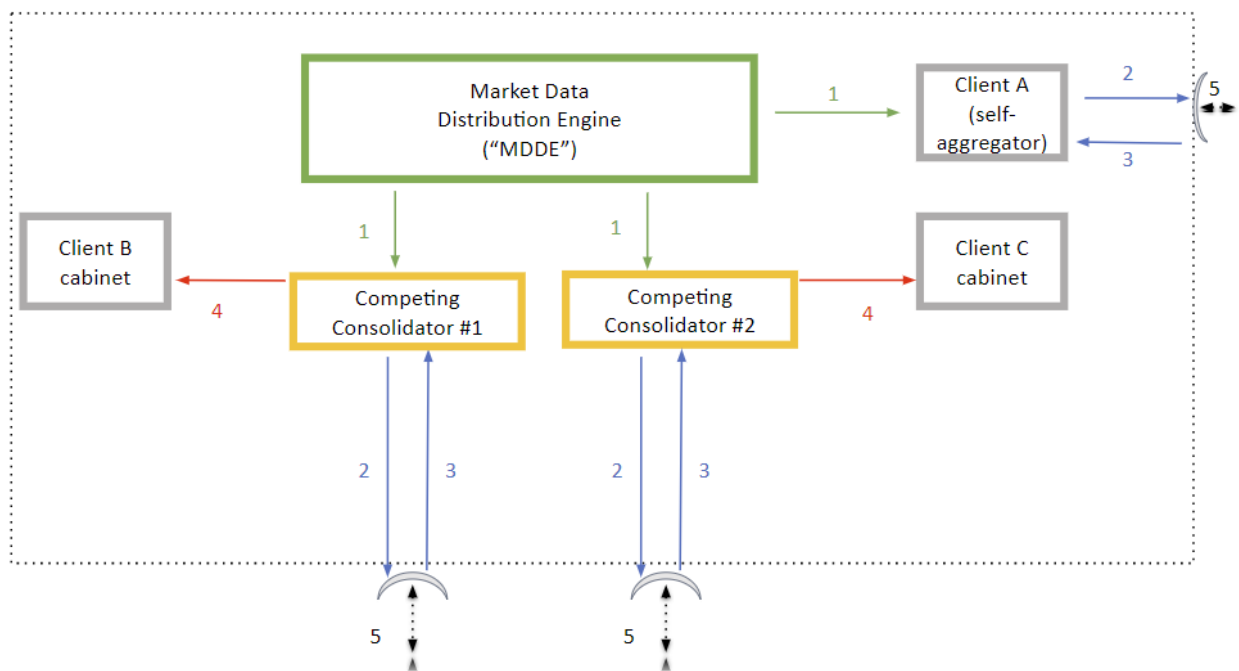 Market Data
Distribution Engine
(“MDDE”)
1
Client A
(self-
aggregator)
2
5
3
Client B
cabinet
1
1
Client C
cabinet
4
Competing
Consolidator #1
Competing
Consolidator #2
4
2
3
2
3
5
5